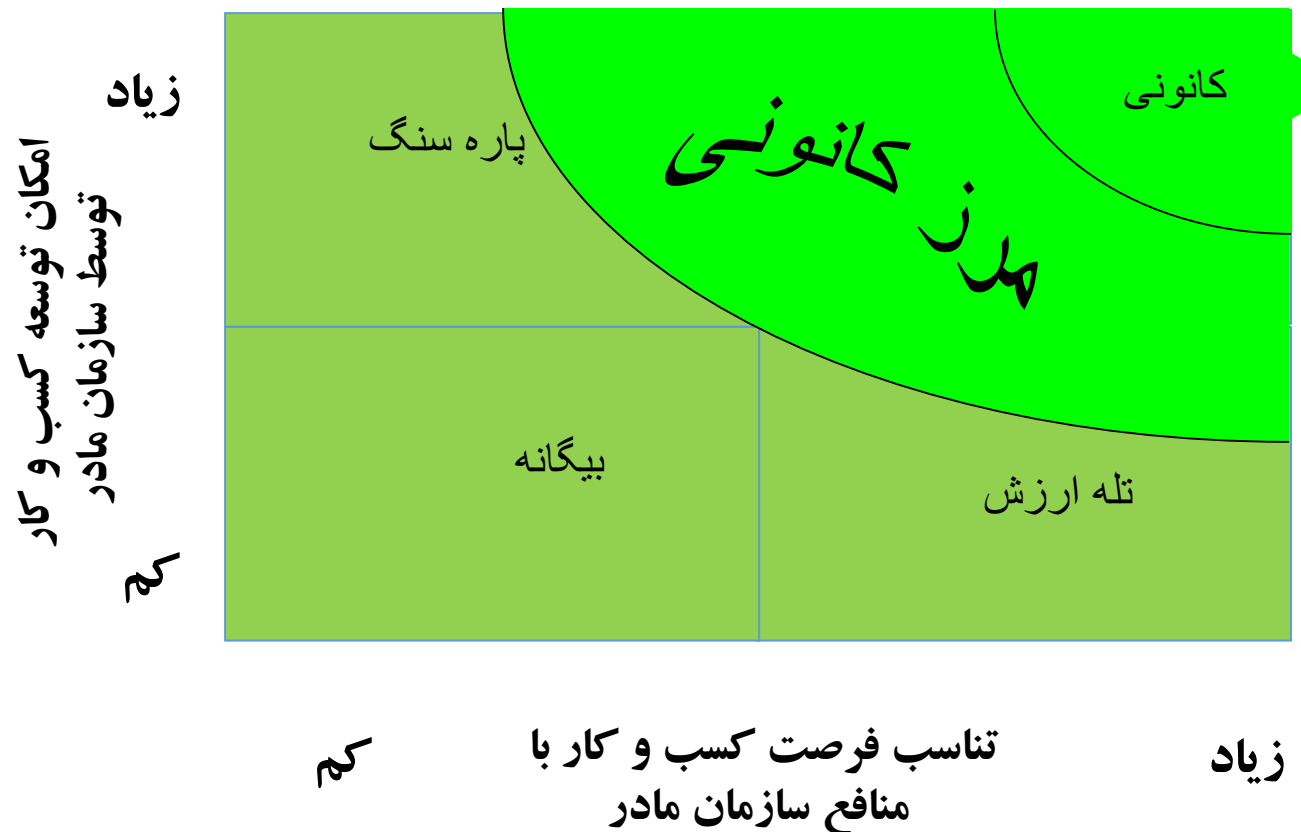 زیاد
کانونی
پاره سنگ
مرز کانونی
امکان توسعه کسب و کار
توسط سازمان مادر
بیگانه
تله ارزش
کم
کم
تناسب فرصت کسب و کار با
منافع سازمان مادر
زیاد